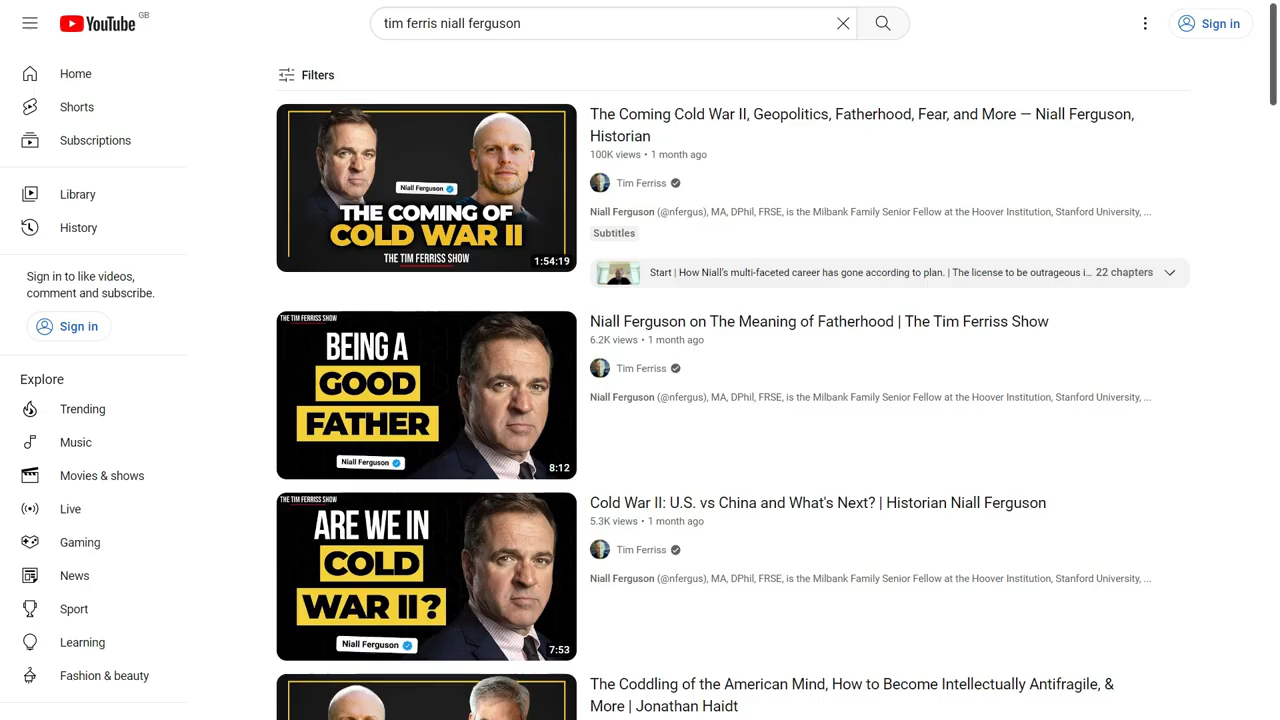 YouTube GB
tim ferris niall ferguson
Sign in
Home
Shorts
Subscriptions
Library
History
Sign in to like videos,
comment and subscribe.
Sign in
Explore
Trending
Music
Movies & shows
Live
Gaming
News
Sport
Learning
Fashion & beauty
Filters
Niall Ferguson
THE COMING OF
COLD WAR II
THE TIM FERRISS SHOW
1:54:19
The Coming Cold War II, Geopolitics, Fatherhood, Fear, and More — Niall Ferguson,
Historian
100K views • 1 month ago
Tim Ferriss
Niall Ferguson (@nfergus), MA, DPhil, FRSE, is the Milbank Family Senior Fellow at the Hoover Institution, Stanford University, ...
Subtitles
Start | How Niall's multi-faceted career has gone according to plan. | The license to be outrageous i... 22 chapters
THE TIM FERRISS SHOW
BEING A
GOOD
FATHER
Niall Ferguson
8:12
Niall Ferguson on The Meaning of Fatherhood | The Tim Ferriss Show
6.2K views • 1 month ago
Tim Ferriss
Niall Ferguson (@nfergus), MA, DPhil, FRSE, is the Milbank Family Senior Fellow at the Hoover Institution, Stanford University, ...
THE TIM FERRISS SHOW
ARE WE IN
COLD
WAR II?
Niall Ferguson
7:53
Cold War II: U.S. vs China and What's Next? | Historian Niall Ferguson
5.3K views • 1 month ago
Tim Ferriss
Niall Ferguson (@nfergus), MA, DPhil, FRSE, is the Milbank Family Senior Fellow at the Hoover Institution, Stanford University, ...
The Coddling of the American Mind, How to Become Intellectually Antifragile, &
More | Jonathan Haidt